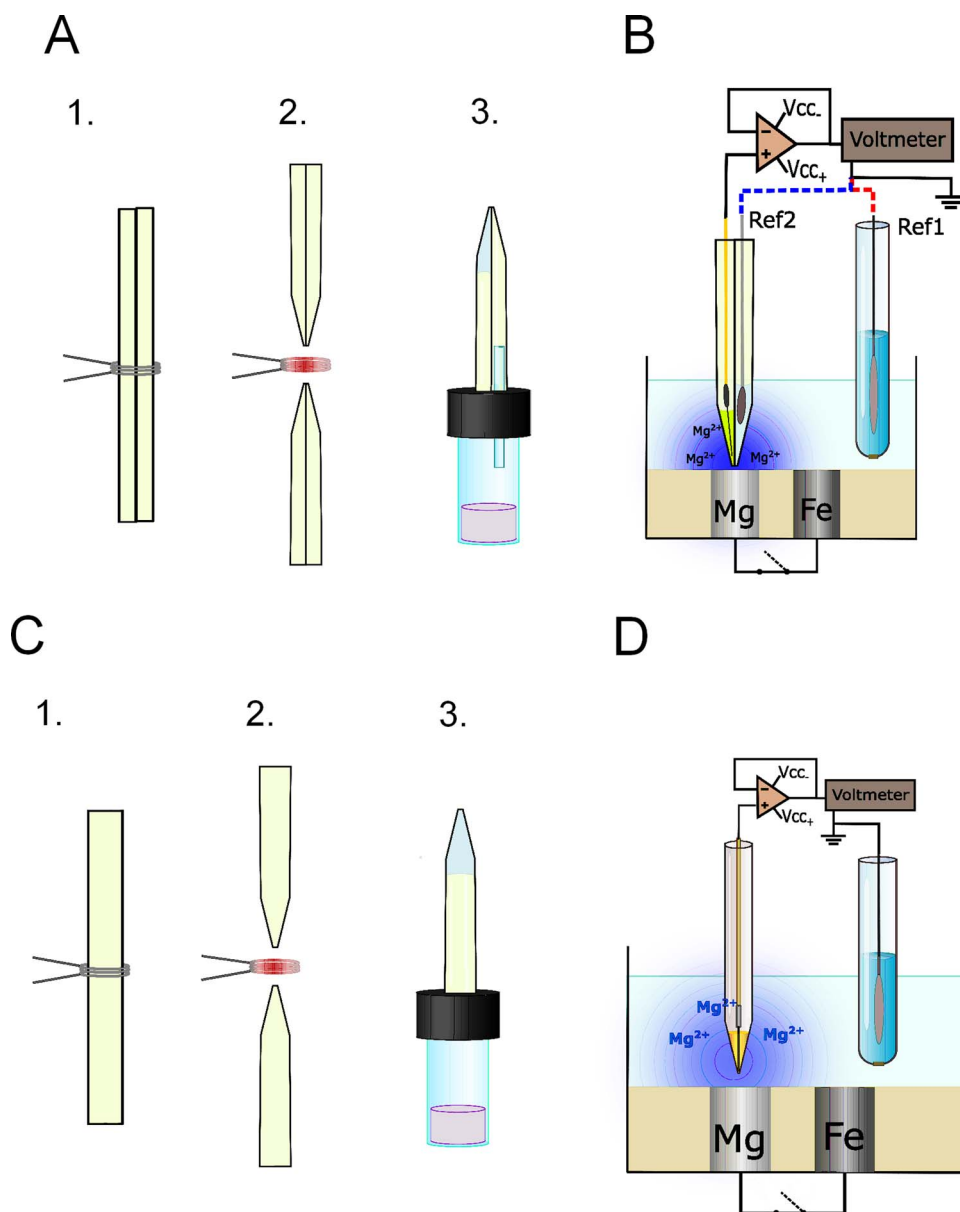 A
1.
2.
3.
B
Vcc-
Vcc+
Voltmeter
Ref2
Ref1
Mg²⁺
Mg²⁺
Mg²⁺
Mg
Fe
C
1.
2.
3.
D
Vcc-
Vcc+
Voltmeter
Mg²⁺
Mg²⁺
Mg²⁺
Mg
Fe